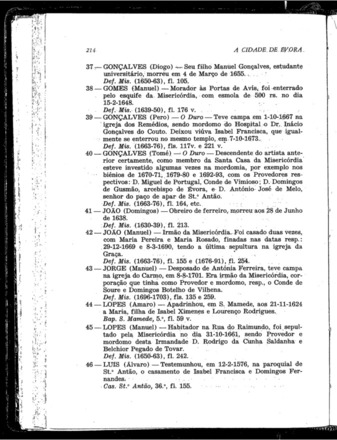 214 A CIDADE DE ÉVORA
37 — GONÇALVES (Diogo) — Seu filho Manuel Gonçalves, estudante
universitário, morreu em 4 de Março de 1655.
Def. Mis. (1650-63), fl. 105.
38 — GOMES (Manuel) — Morador às Portas de Avis, foi enterrado
pelo esquife da Misericórdia, com esmola de 500 rs. no dia
15-2-1648.
Def. Mis. (1639-50), fl. 176 v.
39 — GONÇALVES (Pero) — O Duro — Teve campa em 1-10-1667 na
igreja dos Remédios, sendo mordomo do Hospital o Dr. Inácio
Gonçalves do Couto. Deixou viúva Isabel Francisca, que igual-
mente se enterrou no mesmo templo, em 7-10-1673.
Def. Mis. (1663-76), fls. 117v. e 221 v.
40 — GONÇALVES (Tomé) — O Duro — Descendente do artista ante-
rior certamente, como membro da Santa Casa da Misericórdia
esteve investido algumas vezes na mordomia, por exemplo nos
biénios de 1670-71, 1679-80 e 1692-93, com os Provedores res-
pectivos: D. Miguel de Portugal, Conde de Vimioso; D. Domingos
de Gusmão, arcebispo de Évora, e D. António José de Melo,
senhor do paço de apar de St.º Antão.
Def. Mis. (1663-76), fl. 164, etc.
41 — JOÃO (Domingos) — Obreiro de ferreiro, morreu aos 28 de Junho
de 1638.
Def. Mis. (1630-39), fl. 213.
42 — JOÃO (Manuel) — Irmão da Misericórdia. Foi casado duas vezes,
com Maria Pereira e Maria Rosado, finadas nas datas resp.:
29-12-1669 e 8-3-1690, tendo a última sepultura na igreja da
Graça.
Def. Mis. (1663-76), fl. 155 e (1676-91), fl. 254.
43 — JORGE (Manuel) — Desposado de Antónia Ferreira, teve campa
na igreja do Carmo, em 8-8-1701. Era irmão da Misericórdia, cor-
poração que tinha como Provedor e mordomo, resp., o Conde de
Soure e Domingos Botelho de Vilhena.
Def. Mis. (1696-1703), fls. 135 e 259.
44 — LOPES (Amaro) — Apadrinhou, em S. Mamede, aos 21-11-1624
a Maria, filha de Isabel Ximenes e Lourenço Rodrigues.
Bap. S. Mamede, 5.º, fl. 59 v.
45 — LOPES (Manuel) — Habitador na Rua do Raimundo, foi sepul-
tado pela Misericórdia no dia 31-10-1661, sendo Provedor e
mordomo desta Irmandade D. Rodrigo da Cunha Saldanha e
Belchior Pegado de Tovar.
Def. Mis. (1650-63), fl. 242.
46 — LUIS (Álvaro) — Testemunhou, em 12-2-1576, na paroquial de
St.º Antão, o casamento de Isabel Francisca e Domingos Fer-
nandes.
Cas. St.º Antão, 36.º, fl. 155.